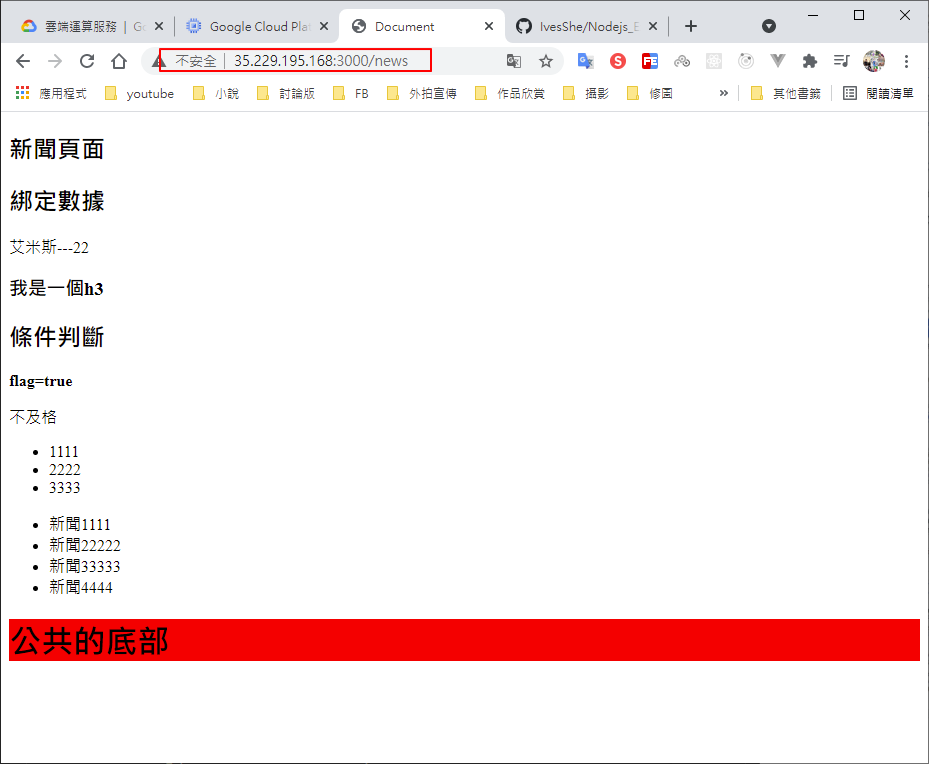 雲端運算服務 | Go
Google Cloud Plat
Document
IvesShe/Nodejs_E
不安全 | 35.229.195.168:3000/news
應用程式
youtube
小說
討論版
FB
外拍宣傳
作品欣賞
攝影
修圖
»
其他書籤
閱讀清單
新聞頁面
綁定數據
艾米斯---22
我是一個h3
條件判斷
flag=true
不及格
1111
2222
3333
新聞1111
新聞22222
新聞33333
新聞4444
公共的底部